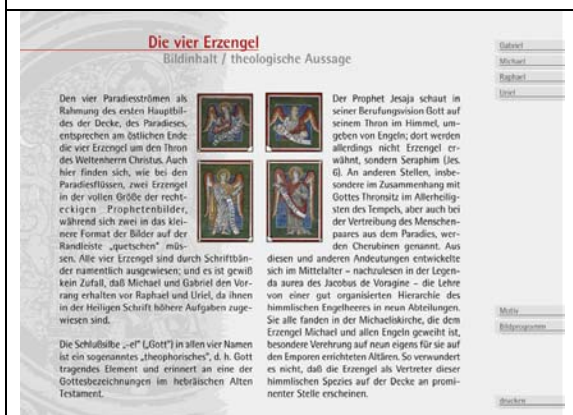 Die vier Erzengel
Bildinhalt / theologische Aussage
Den vier Paradiesströmen als
Rahmung des ersten Hauptbil-
des der Decke, des Paradieses,
entsprechen am östlichen Ende
die vier Erzengel um den Thron
des Weltenherrn Christus. Auch
hier finden sich, wie bei den
Paradiesflüssen, zwei Erzengel
in der vollen Größe der recht-
eckigen Prophetenbilder,
während sich zwei in das klei-
nere Format der Bilder auf der
Randleiste „quetschen“ müs-
sen. Alle vier Erzengel sind durch Schriftbän-
der namentlich ausgewiesen; und es ist gewiß
kein Zufall, daß Michael und Gabriel den Vor-
rang erhalten vor Raphael und Uriel, da ihnen
in der Heiligen Schrift höhere Aufgaben zuge-
wiesen sind.
Die Schlußsilbe „-el“ („Gott“) in allen vier Namen
ist ein sogenanntes „theophorisches“, d. h. Gott
tragendes Element und erinnert an eine der
Gottesbezeichnungen im hebräischen Alten
Testament.
Der Prophet Jesaja schaut in
seiner Berufungsvision Gott auf
seinem Thron im Himmel, um-
geben von Engeln; dort werden
allerdings nicht Erzengel er-
wähnt, sondern Seraphim (Jes.
6). An anderen Stellen, insbe-
sondere im Zusammenhang mit
Gottes Thronsitz im Allerheilig-
sten des Tempels, aber auch bei
der Vertreibung des Menschen-
paares aus dem Paradies, wer-
den Cherubinen genannt. Aus
diesen und anderen Andeutungen entwickelte
sich im Mittelalter – nachzulesen in der Legen-
da aurea des Jacobus de Voragine – die Lehre
von einer gut organisierten Hierarchie des
himmlischen Engelheeres in neun Abteilungen.
Sie alle fanden in der Michaeliskirche, die dem
Erzengel Michael und allen Engeln geweiht ist,
besondere Verehrung auf neun eigens für sie auf
den Emporen errichteten Altären. So verwundert
es nicht, daß die Erzengel als Vertreter dieser
himmlischen Spezies auf der Decke an promi-
nenter Stelle erscheinen.
Gabriel
Michael
Raphael
Uriel
Motiv
Bildprogramm
drucken